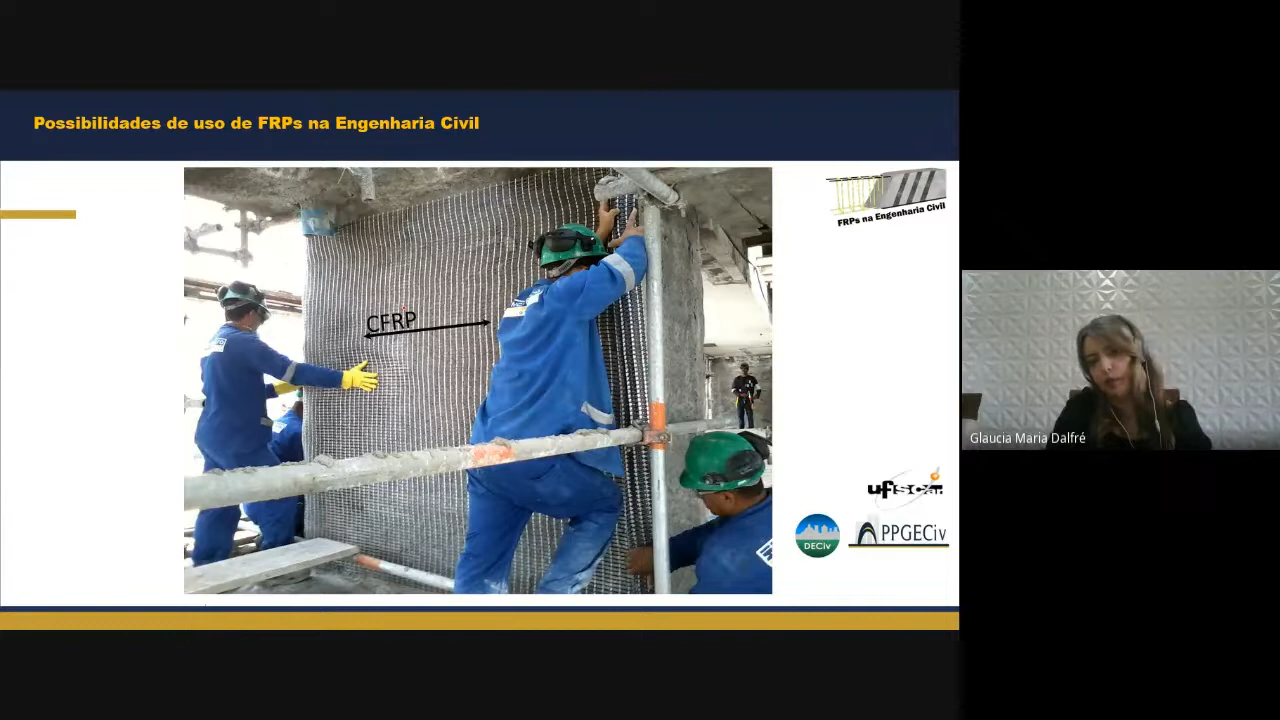 Possibilidades de uso de FRPs na Engenharia Civil
FRPs na Engenharia Civil
CFRP
Glaucia Maria Dalfré
ufscar
DECiv
PPGECiv